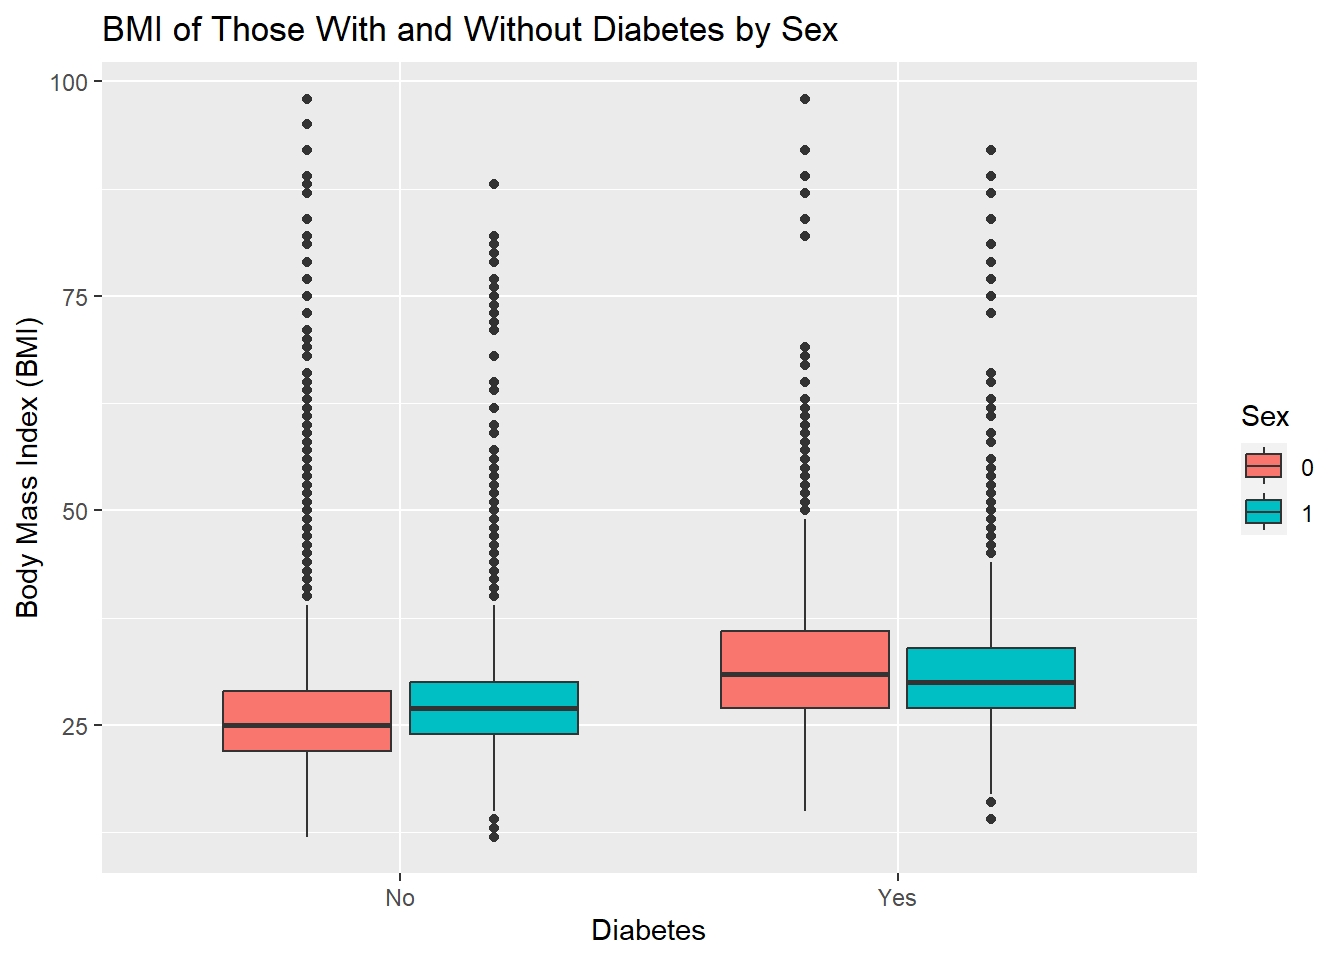 BMI of Those With and Without Diabetes by Sex
100
75
50
25
Body Mass Index (BMI)
No
Yes
Diabetes
Sex
0
1